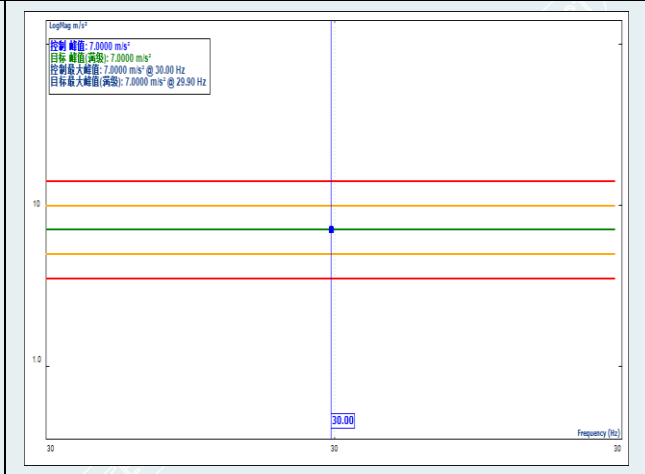 LogMag m/s²
控制 峰值: 7.0000 m/s²
目标 峰值(满级): 7.0000 m/s²
控制最大峰值: 7.0000 m/s² @ 30.00 Hz
目标最大峰值(满级): 7.0000 m/s² @ 29.90 Hz
10
1.0
30.00
Frequency (Hz)
30
30
30